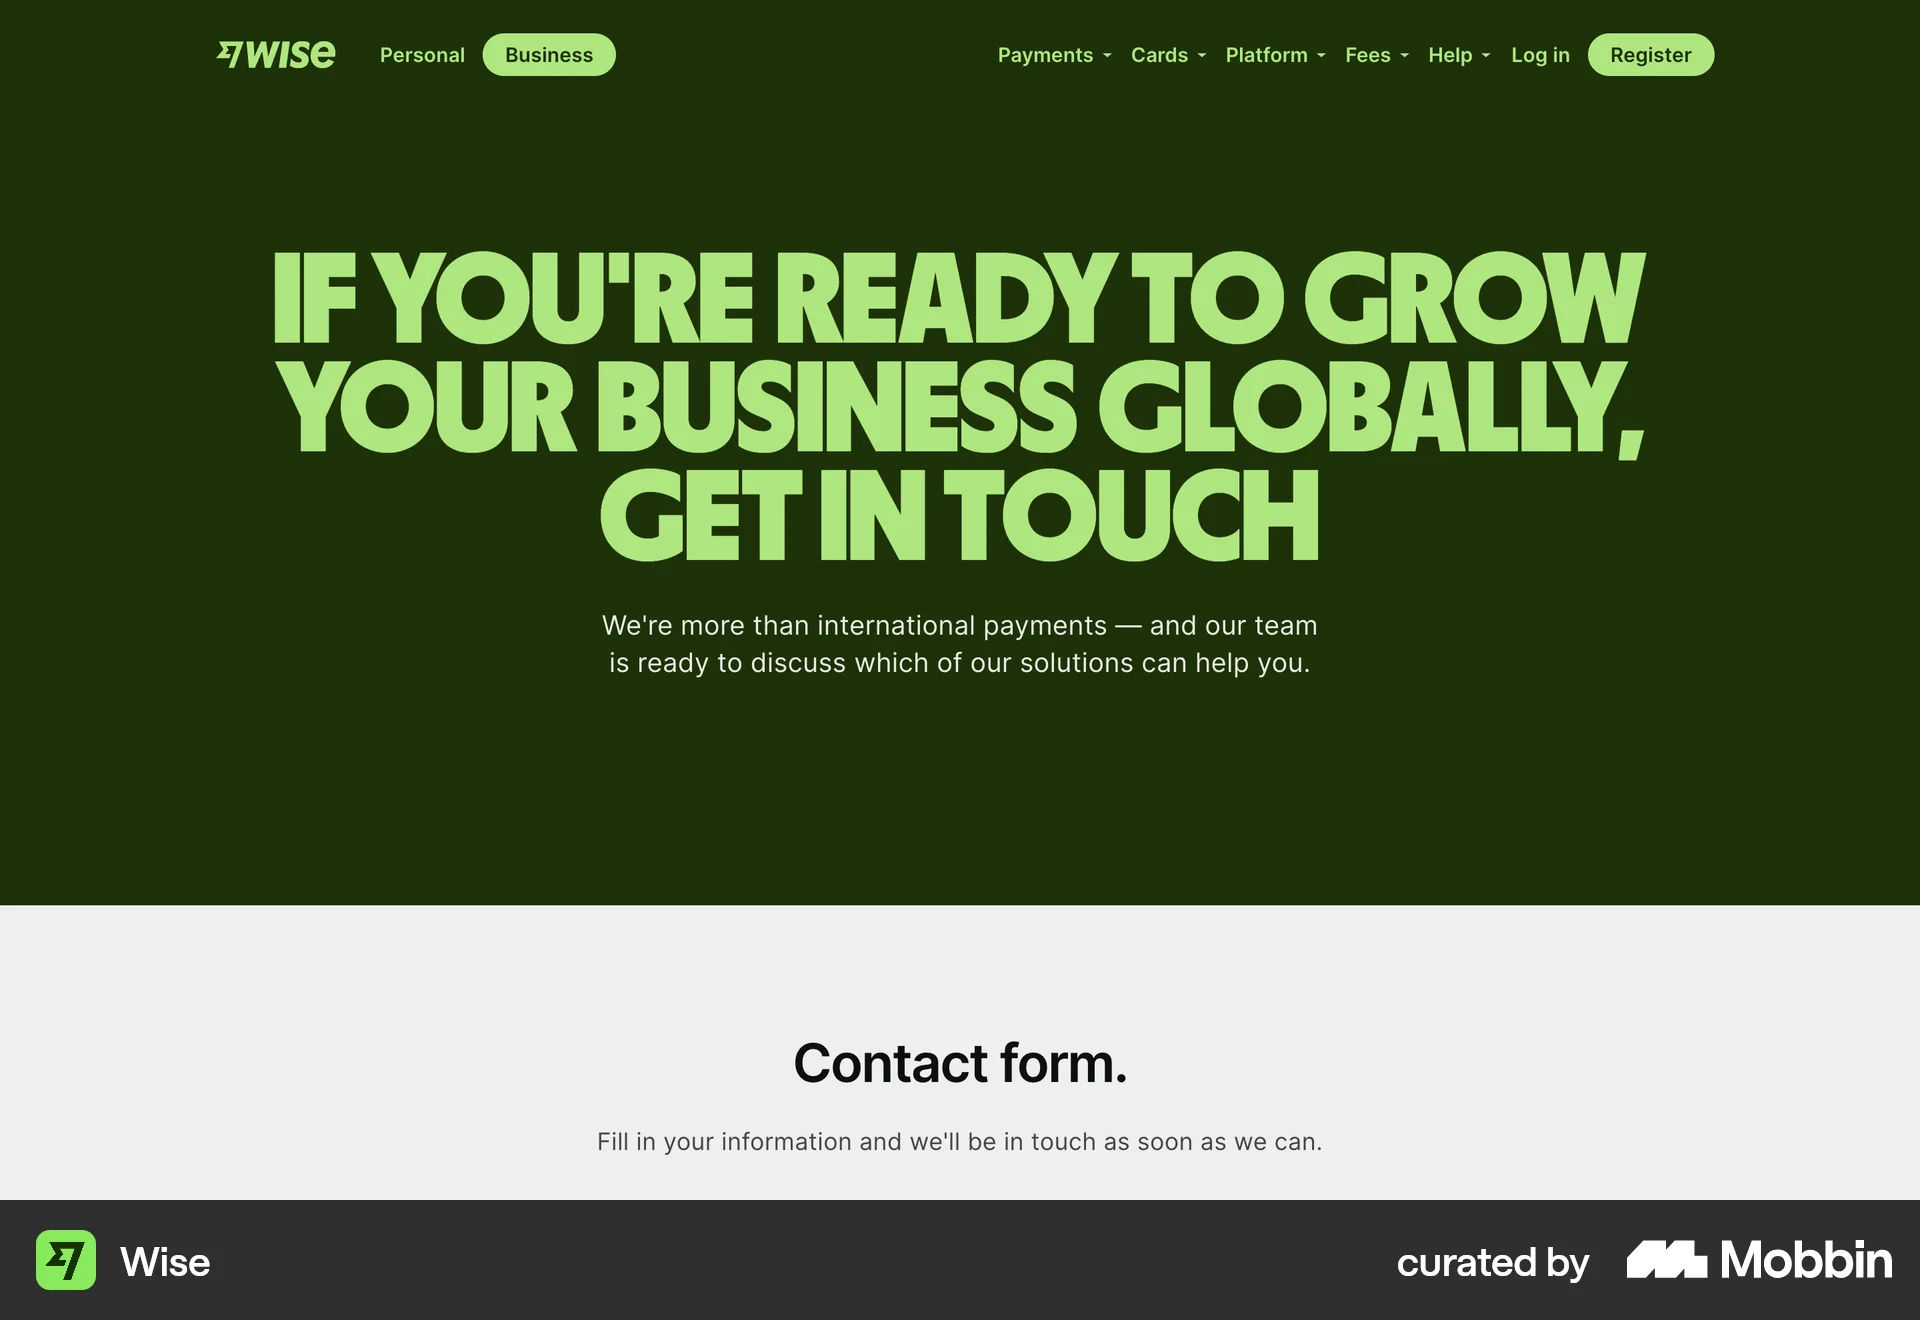 WISE
Personal
Business
Payments
Cards
Platform
Fees
Help
Log in
Register
IF YOU'RE READY TO GROW
YOUR BUSINESS GLOBALLY,
GET IN TOUCH
We're more than international payments — and our team
is ready to discuss which of our solutions can help you.
Contact form.
Fill in your information and we'll be in touch as soon as we can.
Wise
curated by Mobbin